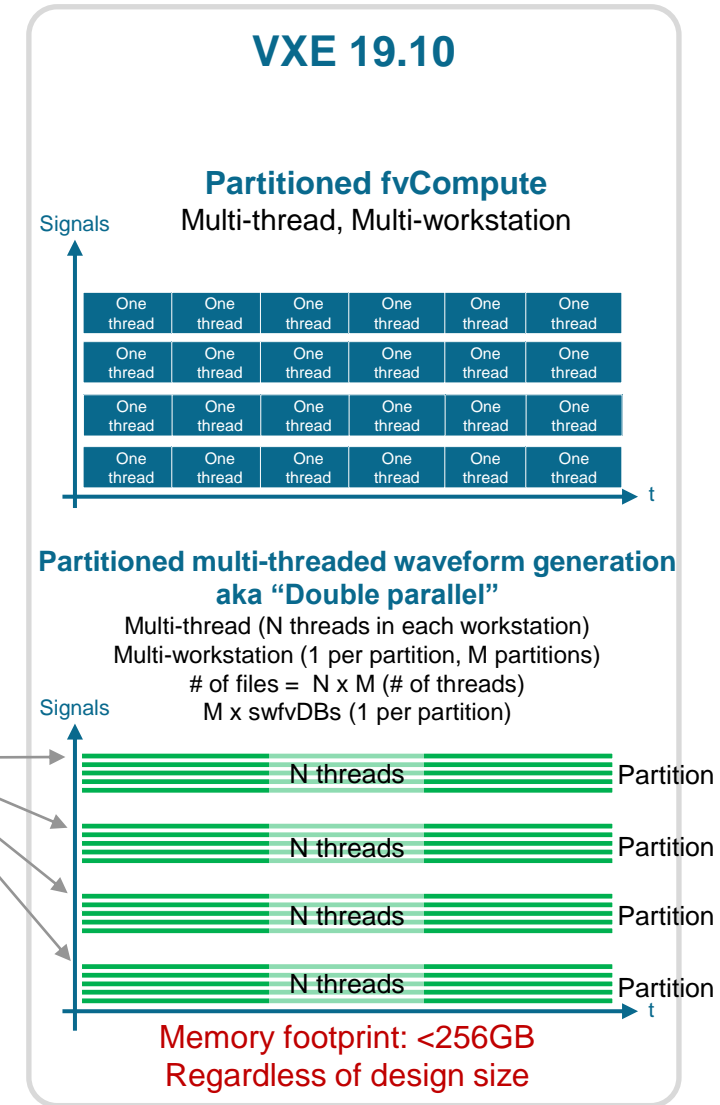 VXE 19.10
Partitioned fvCompute
Multi-thread, Multi-workstation
Signals
One thread One thread One thread One thread One thread One thread
One thread One thread One thread One thread One thread One thread
One thread One thread One thread One thread One thread One thread
One thread One thread One thread One thread One thread One thread
t
Partitioned multi-threaded waveform generation
aka “Double parallel”
Multi-thread (N threads in each workstation)
Multi-workstation (1 per partition, M partitions)
# of files = N x M (# of threads)
M x swfvDBs (1 per partition)
Signals
N threads Partition
N threads Partition
N threads Partition
N threads Partition
t
Memory footprint: <256GB
Regardless of design size